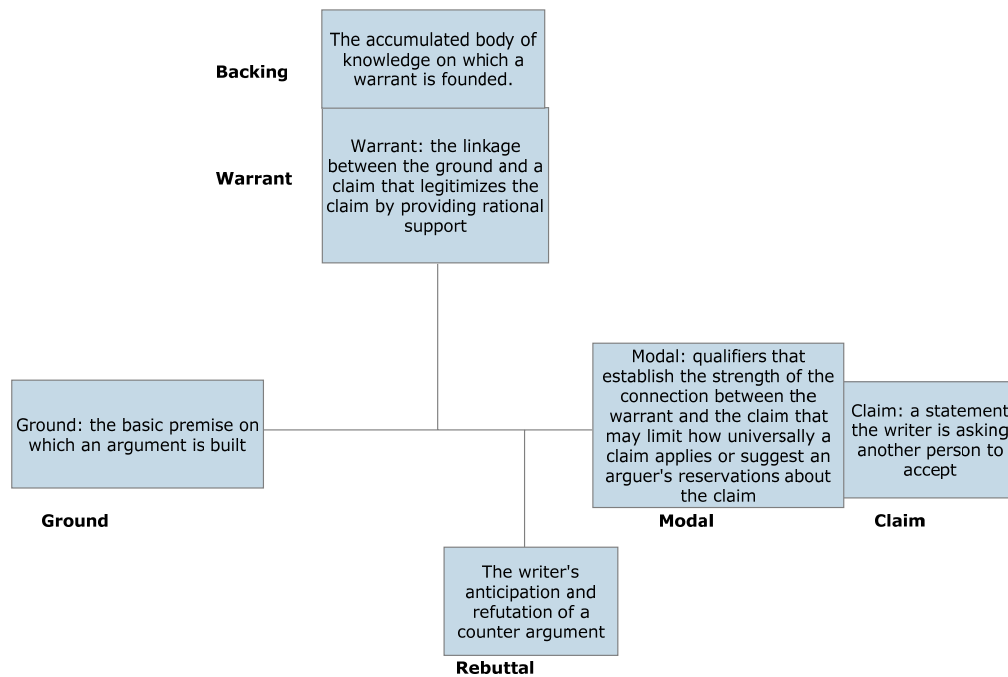 Backing
The accumulated body of
knowledge on which a
warrant is founded.
Warrant
Warrant: the linkage
between the ground and a
claim that legitimizes the
claim by providing rational
support
Ground: the basic premise on
which an argument is built
Ground
Modal: qualifiers that
establish the strength of the
connection between the
warrant and the claim that
may limit how universally a
claim applies or suggest an
arguer's reservations about
the claim
Modal
Claim: a statement
the writer is asking
another person to
accept
Claim
The writer's
anticipation and
refutation of a
counter argument
Rebuttal